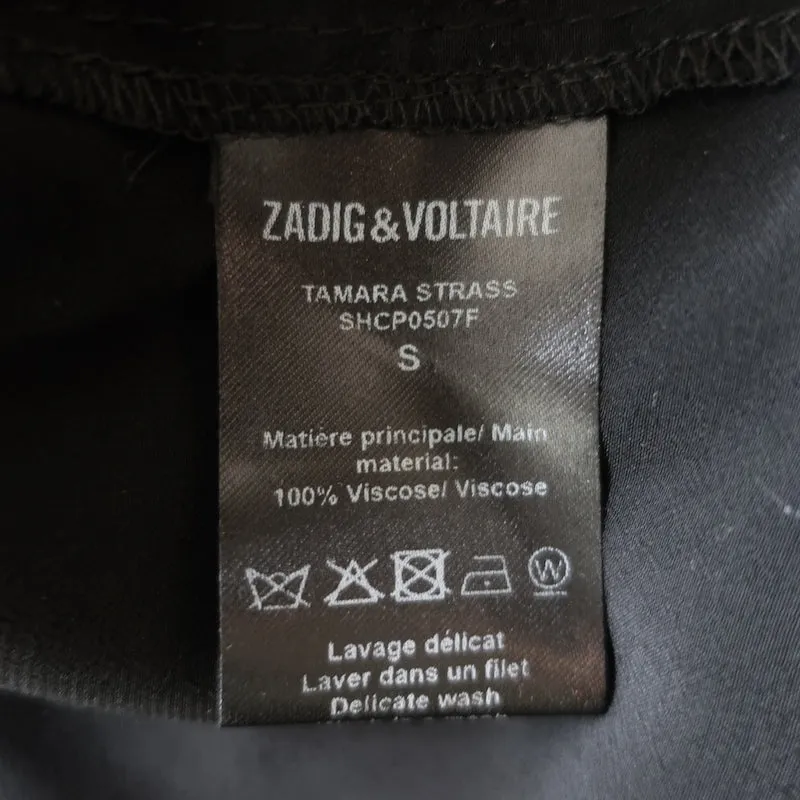 ZADIG&VOLTAIRE
TAMARA STRASS
SHCP0507F
S
Matière principale/ Main
material:
100% Viscose/ Viscose
W
Lavage délicat
Laver dans un filet
Delicate wash